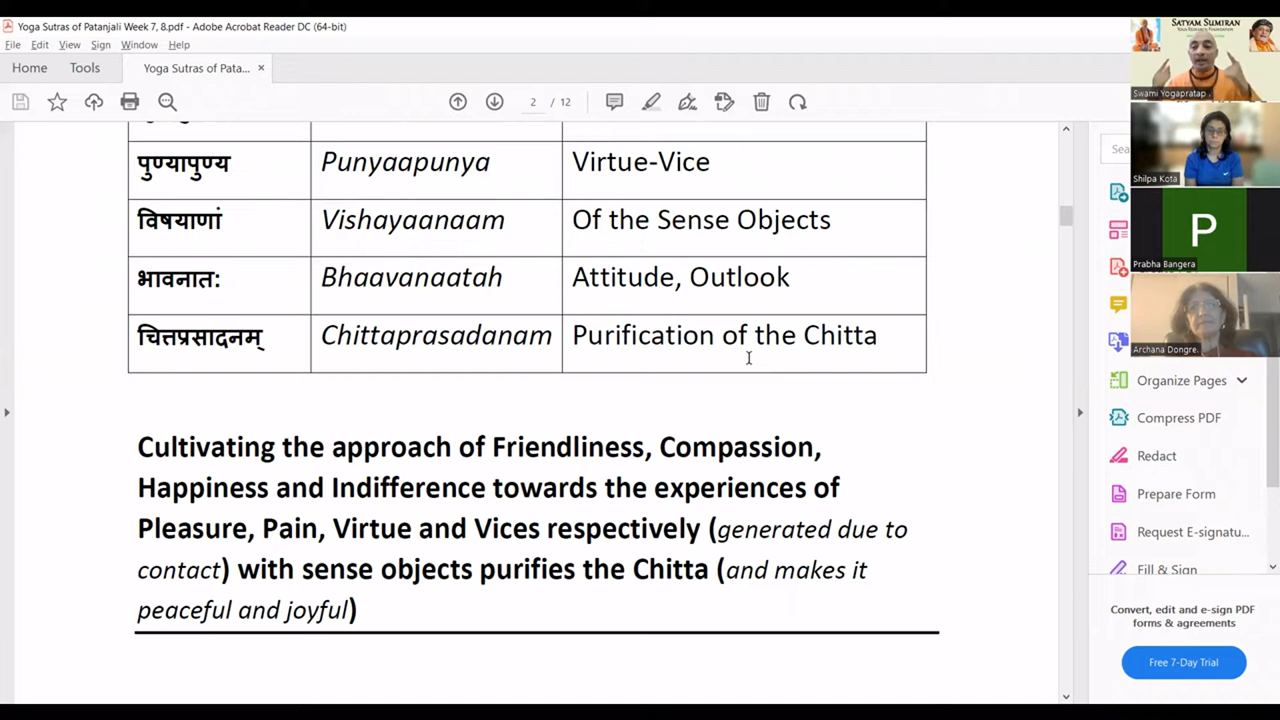 Yoga Sutras of Patanjali Week 7, 8.pdf - Adobe Acrobat Reader DC (64-bit)
File Edit View Sign Window Help
Home Tools Yoga Sutras of Pata... ×
2 / 12
पुण्यापुण्य Punyaapunya Virtue-Vice
विषयाणां Vishayaanaam Of the Sense Objects
भावनात: Bhaavanaatah Attitude, Outlook
चित्तप्रसादनम् Chittaprasadanam Purification of the Chitta
Cultivating the approach of Friendliness, Compassion,
Happiness and Indifference towards the experiences of
Pleasure, Pain, Virtue and Vices respectively (generated due to
contact) with sense objects purifies the Chitta (and makes it
peaceful and joyful)
SATYAM SUMIRAN
Swami Yogapratap
Shilpa Kota
P
Prabha Bangera
Archana Dongre
Sea
Organize Pages
Compress PDF
Redact
Prepare Form
Request E-signatu...
Fill & Sign
Convert, edit and e-sign PDF
forms & agreements
Free 7-Day Trial